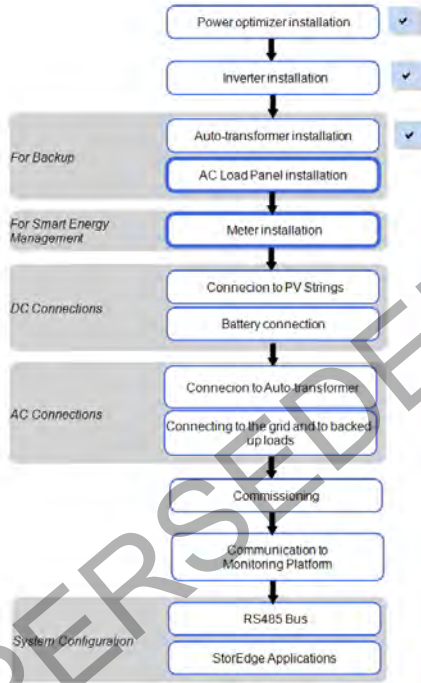 Power optimizer installation
Inverter installation
For Backup
Auto-transformer installation
AC Load Panel installation
For Smart Energy
Management
Meter installation
DC Connections
Connecion to PV Strings
Battery connection
AC Connections
Connecion to Auto-transformer
Connecting to the grid and to backed-
up loads
Commissioning
Communication to
Monitoring Platform
System Configuration
RS485 Bus
StorEdge Applications